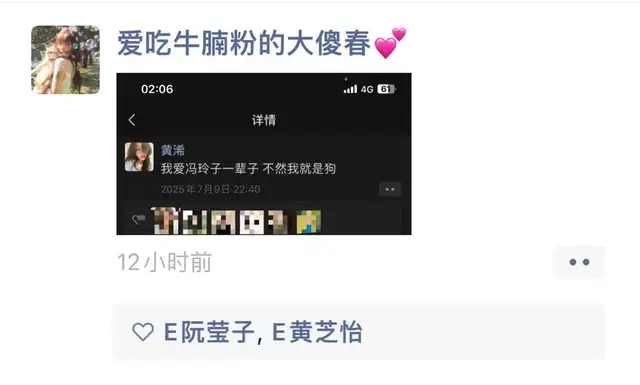 爱吃牛腩粉的大傻春💕
02:06 4G 61
详情
黄浠
我爱冯玲子一辈子 不然我就是狗
2025年7月9日 22:40
12小时前
E阮莹子, E黄芝怡